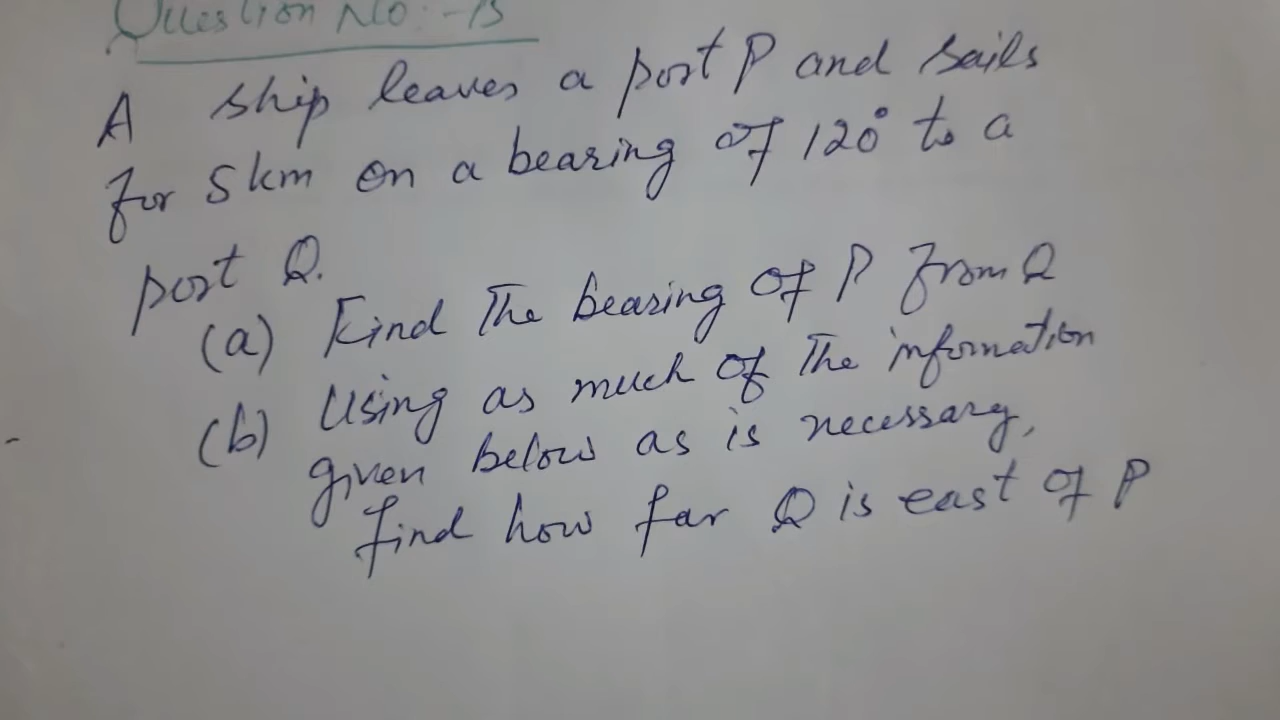 Question No:-13
A ship leaves a port P and sails
for 5km on a bearing of 120° to a
port Q.
(a) Find The bearing of P from Q
(b) Using as much of The information
given below as is necessary,
find how far Q is east of P